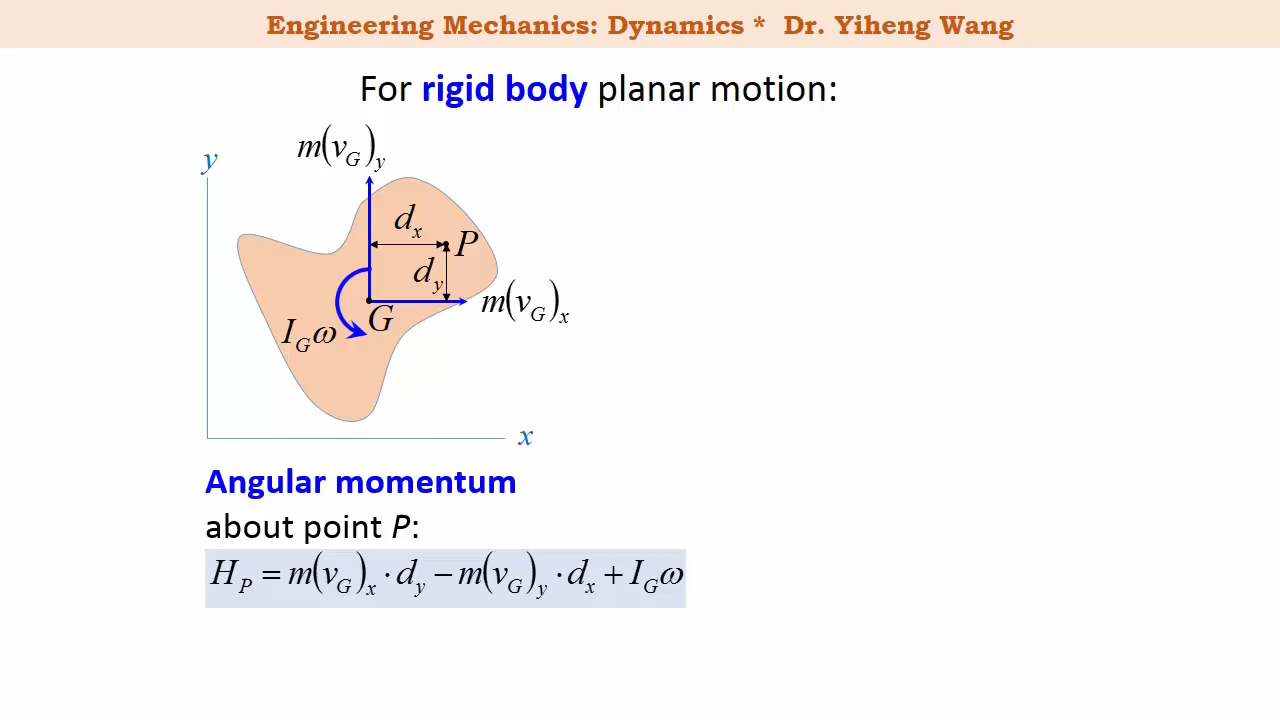 Engineering Mechanics: Dynamics * Dr. Yiheng Wang
For rigid body planar motion:
m(v_G)_y
y
d_x
P
d_y
m(v_G)_x
G
I_Gω
x
Angular momentum
about point P:
H_P = m(v_G)_x · d_y − m(v_G)_y · d_x + I_Gω